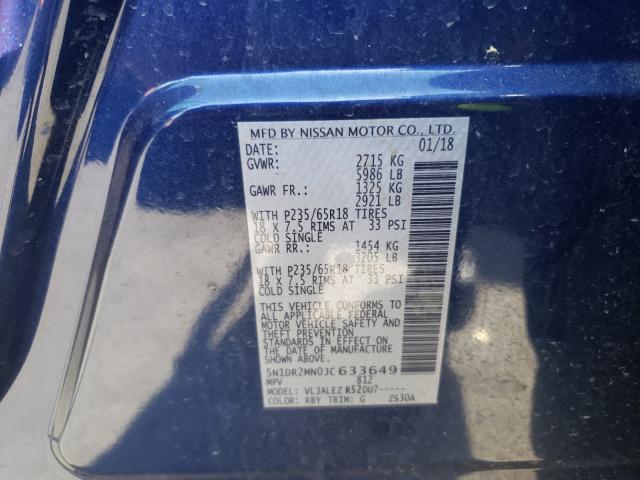 MFD BY NISSAN MOTOR CO., LTD.
DATE: 01/18
GVWR: 2715 KG
5986 LB
GAWR FR.: 1325 KG
2921 LB
WITH P235/65R18 TIRES
18 X 7.5 RIMS AT 33 PSI
COLD SINGLE
GAWR RR.: 1454 KG
3205 LB
WITH P235/65R18 TIRES
18 X 7.5 RIMS AT 33 PSI
COLD SINGLE
THIS VEHICLE CONFORMS TO
ALL APPLICABLE FEDERAL
MOTOR VEHICLE SAFETY AND
THEFT PREVENTION
STANDARDS IN EFFECT ON
THE DATE OF MANUFACTURE
SHOWN ABOVE.
5N1DR2MN0JC633649
MPV 812
MODEL: VLJALEZ R52DU7-----
COLOR: RBY TRIM: G ZS30A